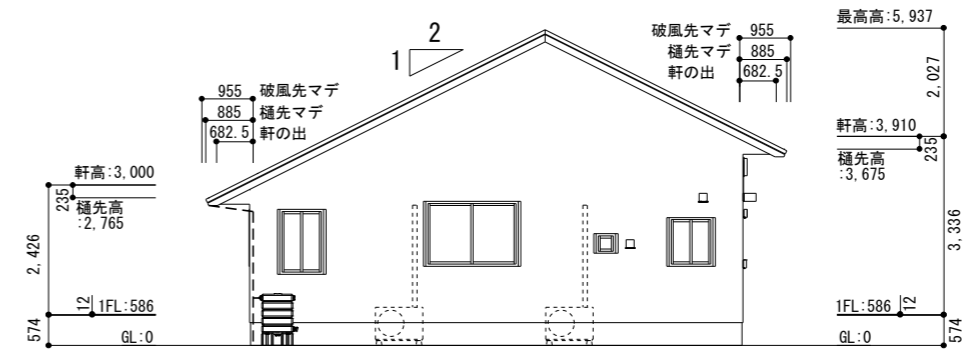 955 破風先マデ
885 樋先マデ
682.5 軒の出
軒高:3,000
235
樋先高
:2,765
2,426
12
1FL:586
574
GL:0
2
1
破風先マデ 955
樋先マデ 885
軒の出 682.5
最高高:5,937
2,027
軒高:3,910
235
樋先高
:3,675
3,336
1FL:586
12
GL:0
574